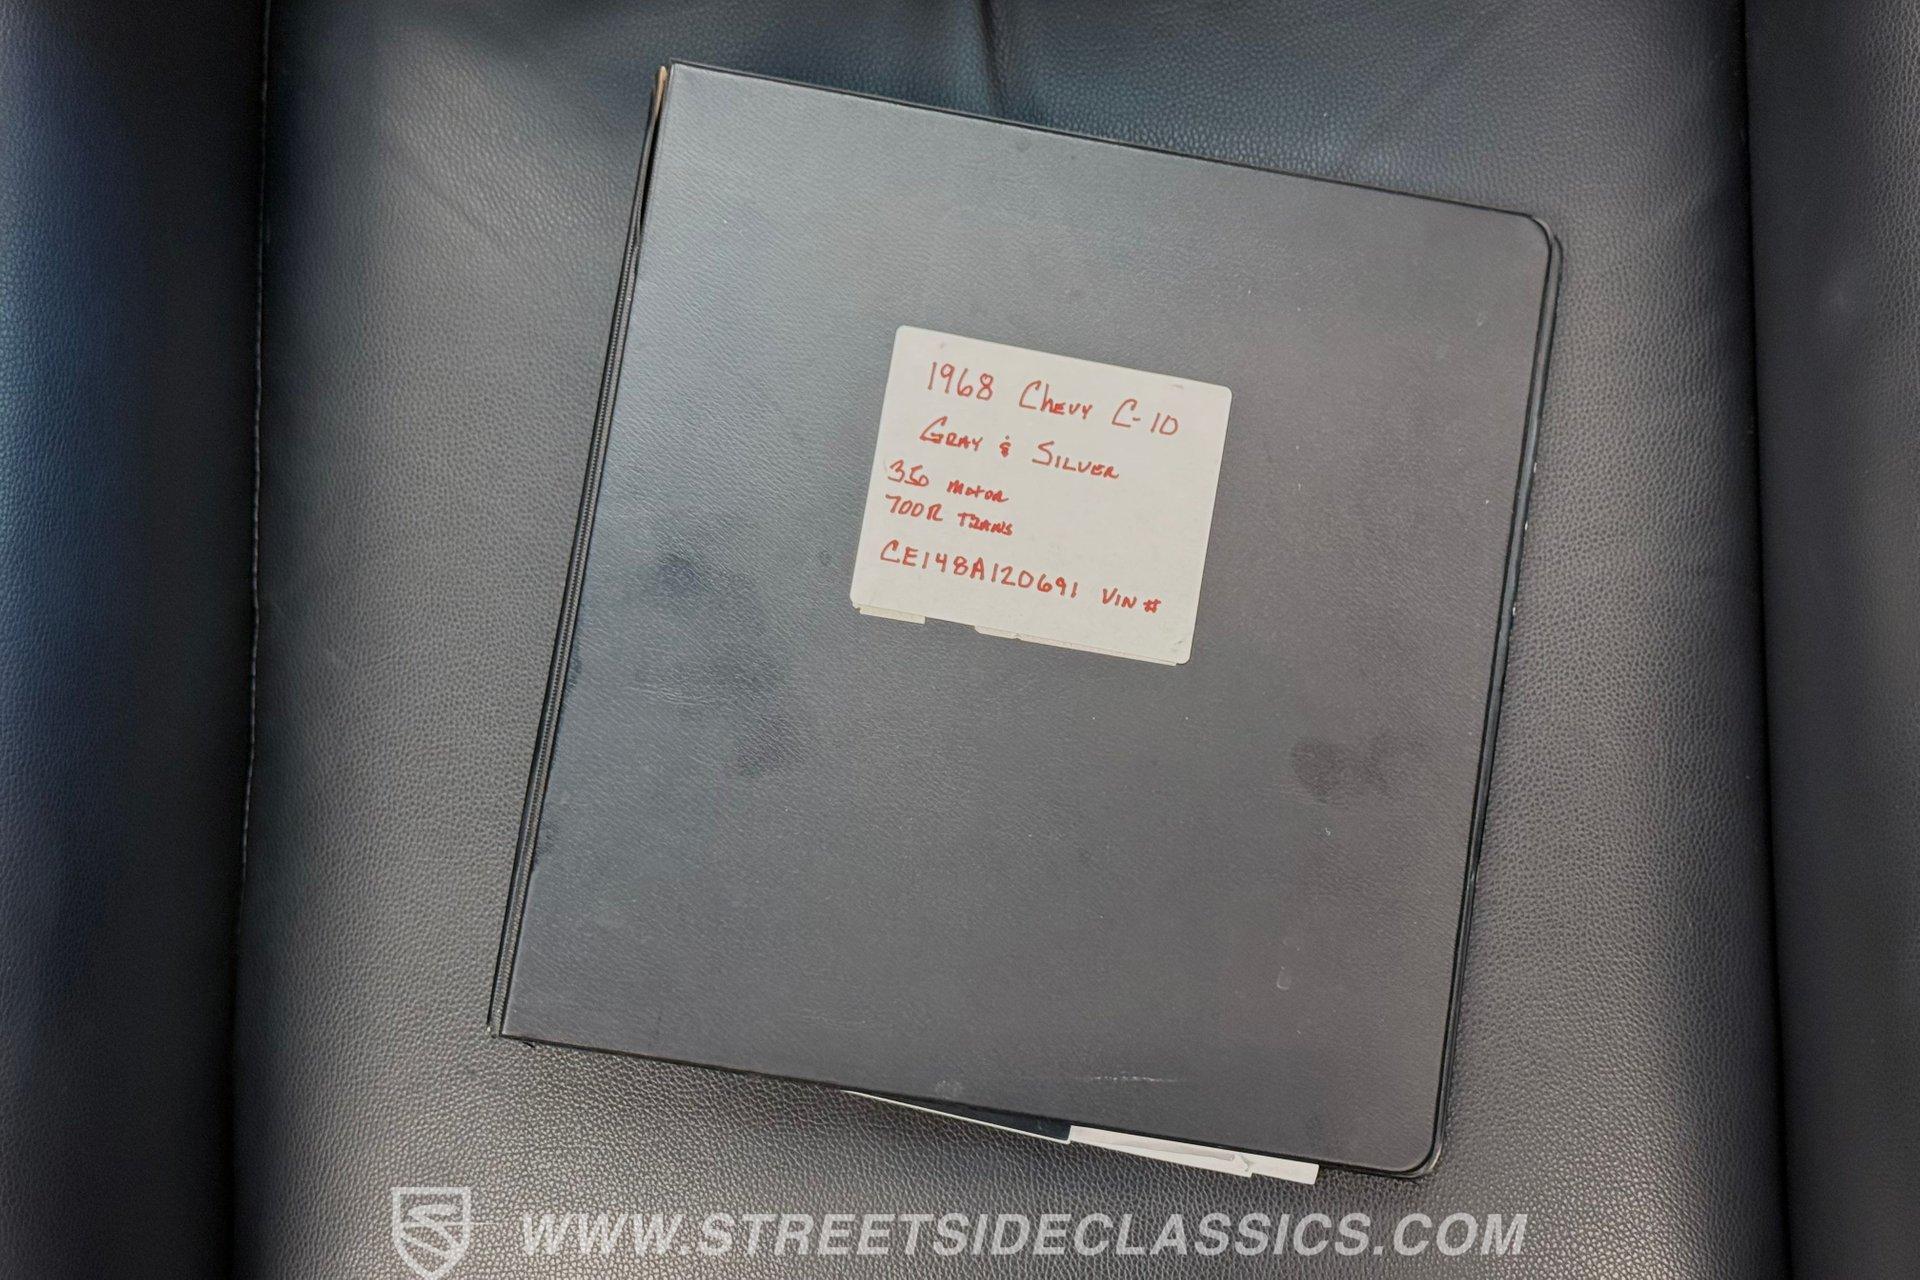 1968 Chevy C-10
Gray & Silver
350 motor
700R Trans
CE148A120691 Vin #
WWW.STREETSIDECLASSICS.COM